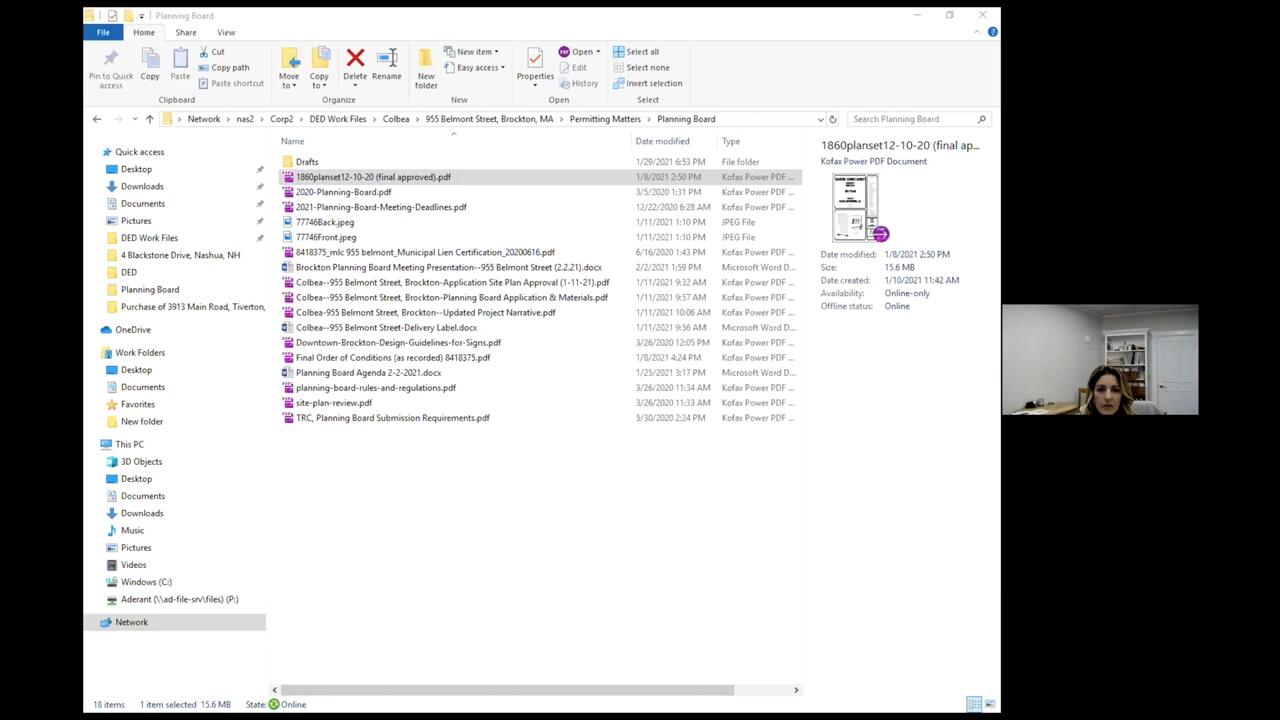 Planning Board
File Home Share View
Pin to Quick access
Copy
Paste
Cut
Copy path
Paste shortcut
Clipboard
Move to
Copy to
Delete
Rename
Organize
New folder
New item
Easy access
New
Properties
Open
Edit
History
Open
Select all
Select none
Invert selection
Select
Network > nas2 > Corp2 > DED Work Files > Colbea > 955 Belmont Street, Brockton, MA > Permitting Matters > Planning Board
Search Planning Board
Quick access
Desktop
Downloads
Documents
Pictures
DED Work Files
4 Blackstone Drive, Nashua, NH
DED
Planning Board
Purchase of 3913 Main Road, Tiverton,
OneDrive
Work Folders
Desktop
Documents
Favorites
New folder
This PC
3D Objects
Desktop
Documents
Downloads
Music
Pictures
Videos
Windows (C:)
Aderant (\\ad-file-srv\files) (P:)
Network
Name Date modified Type
Drafts 1/29/2021 6:53 PM File folder
1860planset12-10-20 (final approved).pdf 1/8/2021 2:50 PM Kofax Power PDF ...
2020-Planning-Board.pdf 3/5/2020 1:31 PM Kofax Power PDF ...
2021-Planning-Board-Meeting-Deadlines.pdf 12/22/2020 6:28 AM Kofax Power PDF ...
77746Back.jpeg 1/11/2021 1:10 PM JPEG File
77746Front.jpeg 1/11/2021 1:10 PM JPEG File
8418375_mlc 955 belmont_Municipal Lien Certification_20200616.pdf 6/16/2020 1:43 PM Kofax Power PDF ...
Brockton Planning Board Meeting Presentation--955 Belmont Street (2.2.21).docx 2/2/2021 1:59 PM Microsoft Word D...
Colbea--955 Belmont Street, Brockton-Application Site Plan Approval (1-11-21).pdf 1/11/2021 9:32 AM Kofax Power PDF ...
Colbea--955 Belmont Street, Brockton-Planning Board Application & Materials.pdf 1/11/2021 9:57 AM Kofax Power PDF ...
Colbea--955 Belmont Street, Brockton--Updated Project Narrative.pdf 1/11/2021 10:06 AM Kofax Power PDF ...
Colbea--955 Belmont Street-Delivery Label.docx 1/11/2021 9:56 AM Microsoft Word D...
Downtown-Brockton-Design-Guidelines-for-Signs.pdf 3/26/2020 12:05 PM Kofax Power PDF ...
Final Order of Conditions (as recorded) 8418375.pdf 1/8/2021 4:24 PM Kofax Power PDF ...
Planning Board Agenda 2-2-2021.docx 1/25/2021 3:17 PM Microsoft Word D...
planning-board-rules-and-regulations.pdf 3/26/2020 11:34 AM Kofax Power PDF ...
site-plan-review.pdf 3/26/2020 11:33 AM Kofax Power PDF ...
TRC, Planning Board Submission Requirements.pdf 5/30/2020 2:24 PM Kofax Power PDF ...
1860planset12-10-20 (final ap...
Kofax Power PDF Document
Date modified: 1/8/2021 2:50 PM
Size: 15.6 MB
Date created: 1/10/2021 11:42 AM
Availability: Online-only
Offline status: Online
18 items 1 item selected 15.6 MB State: Online